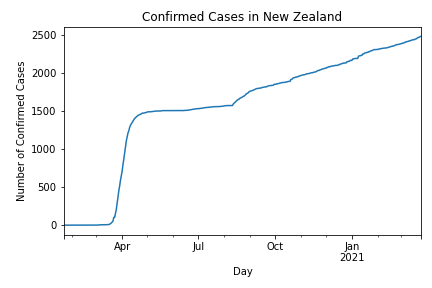 Confirmed Cases in New Zealand
Number of Confirmed Cases
2500
2000
1500
1000
500
0
Apr
Jul
Oct
Jan
2021
Day